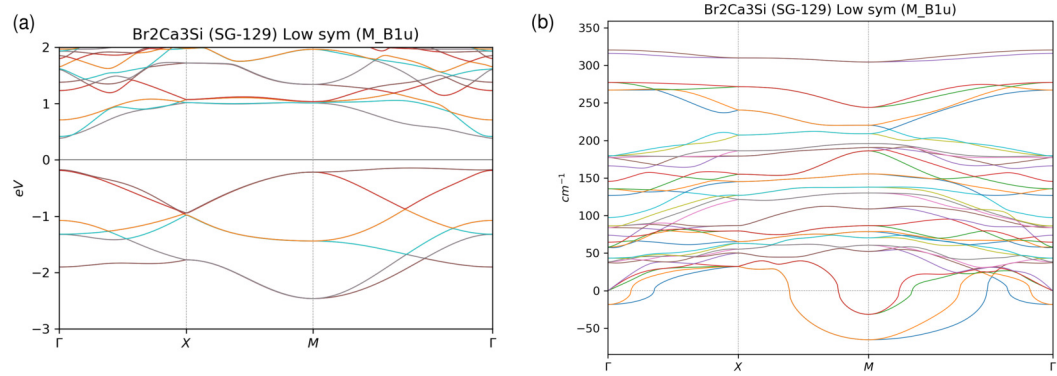 (a)
Br2Ca3Si (SG-129) Low sym (M_B1u)
2
1
0
−1
−2
−3
eV
Γ
X
M
Γ
(b)
Br2Ca3Si (SG-129) Low sym (M_B1u)
350
300
250
200
150
100
50
0
−50
cm⁻¹
Γ
X
M
Γ